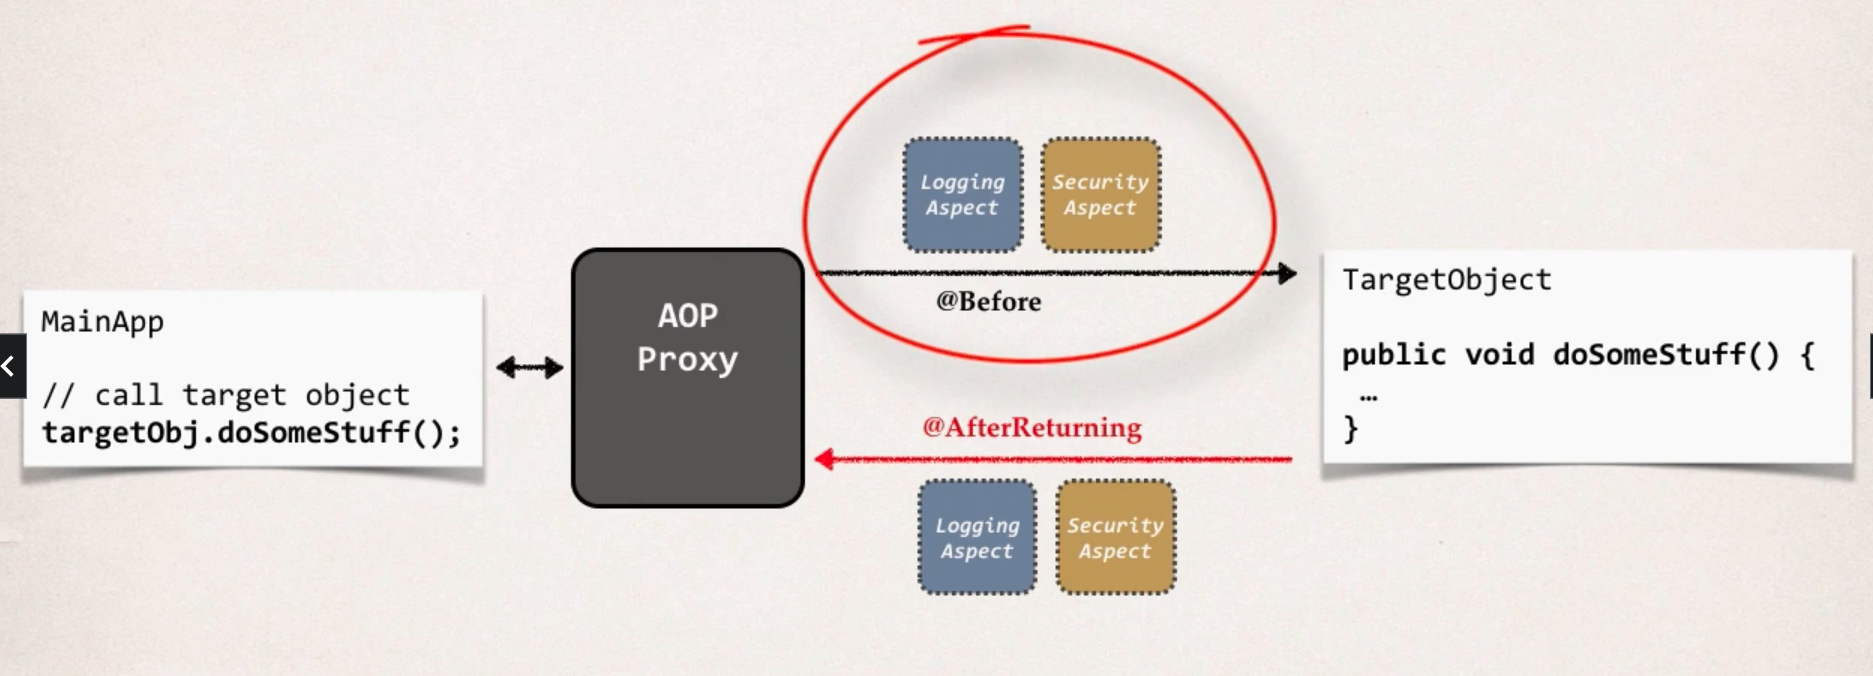 MainApp
// call target object
targetObj.doSomeStuff();
AOP
Proxy
Logging
Aspect
Security
Aspect
@Before
@AfterReturning
Logging
Aspect
Security
Aspect
TargetObject
public void doSomeStuff() {
…
}